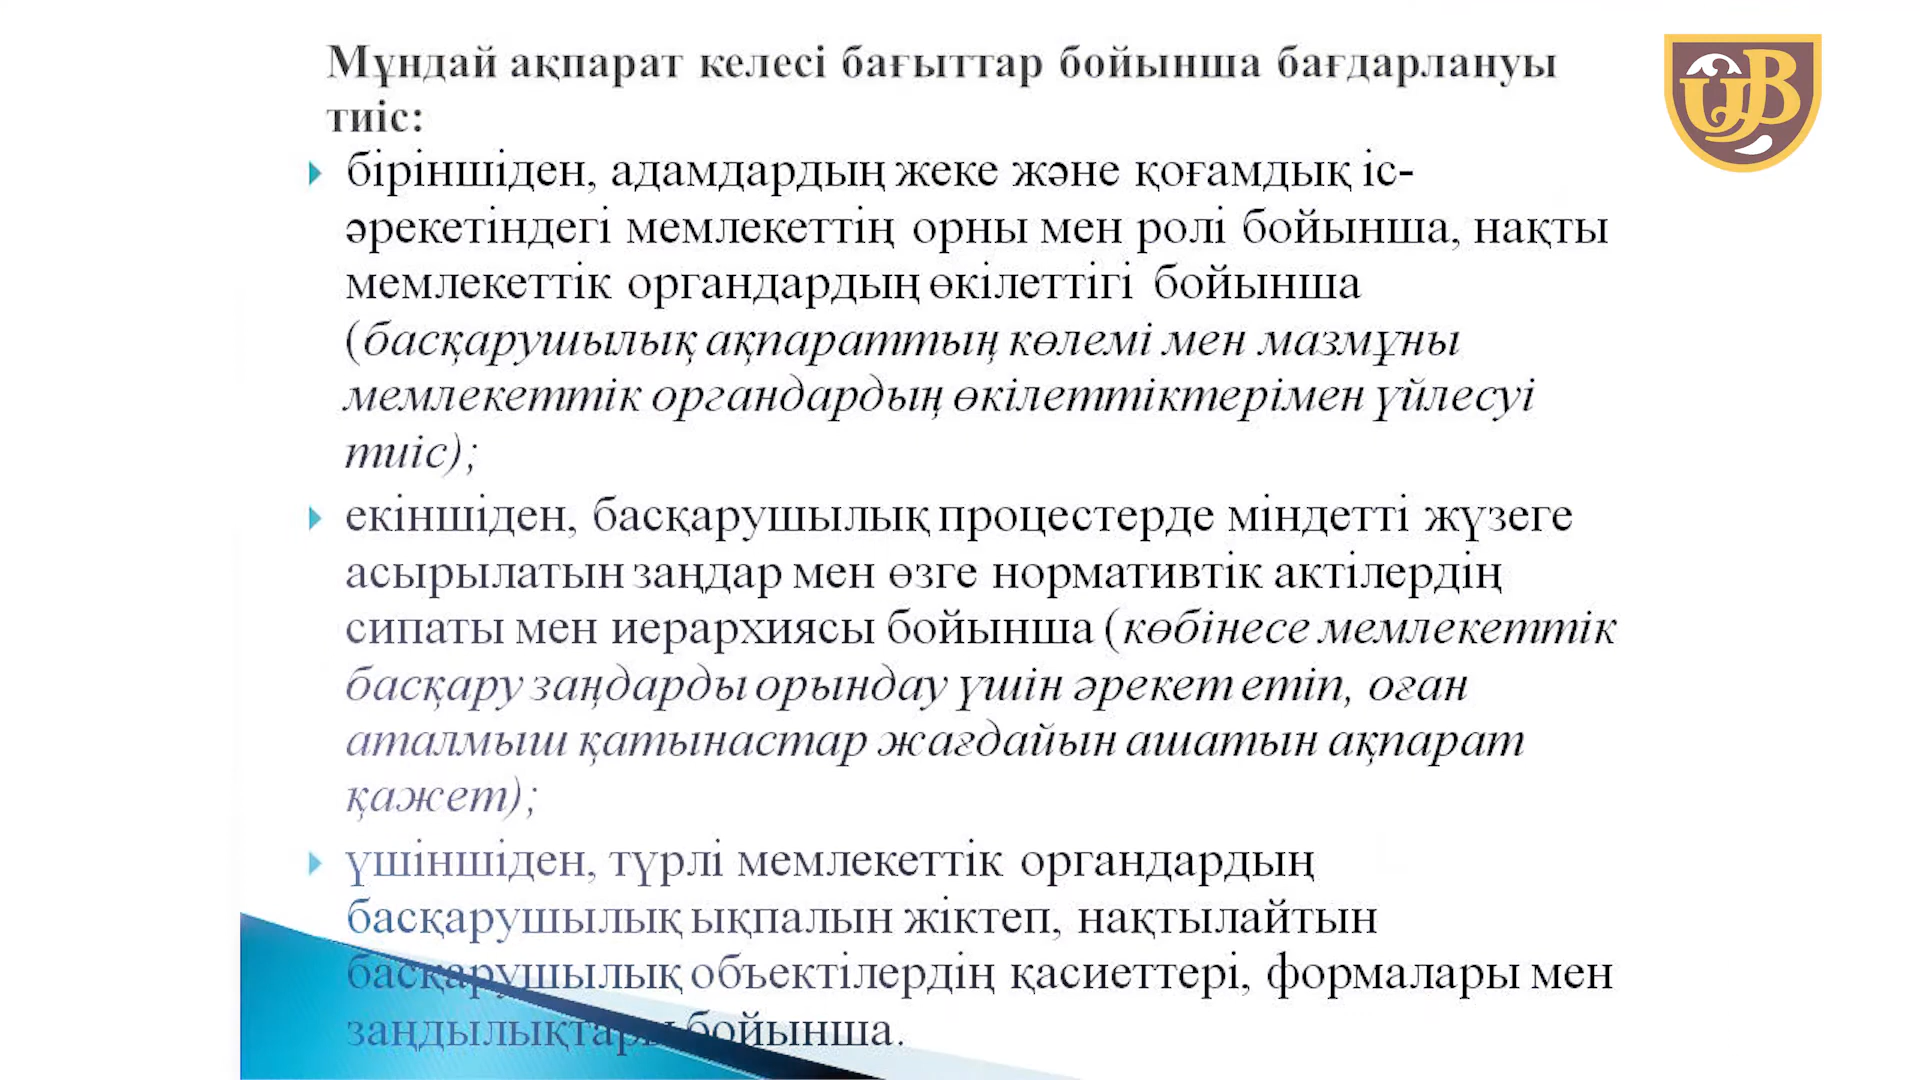 Мұндай ақпарат келесі бағыттар бойынша бағдарлануы
тиіс:
біріншіден, адамдардың жеке және қоғамдық іс-
әрекетіндегі мемлекеттің орны мен ролі бойынша, нақты
мемлекеттік органдардың өкілеттігі бойынша
(басқарушылық ақпараттың көлемі мен мазмұны
мемлекеттік органдардың өкілеттіктерімен үйлесуі
тиіс);
екіншіден, басқарушылық процестерде міндетті жүзеге
асырылатын заңдар мен өзге нормативтік актілердің
сипаты мен иерархиясы бойынша (көбінесе мемлекеттік
басқару заңдарды орындау үшін әрекет етіп, оған
аталмыш қатынастар жағдайын ашатын ақпарат
қажет);
үшіншіден, түрлі мемлекеттік органдардың
басқарушылық ықпалын жіктеп, нақтылайтын
басқарушылық объектілердің қасиеттері, формалары мен
заңдылықтары бойынша.